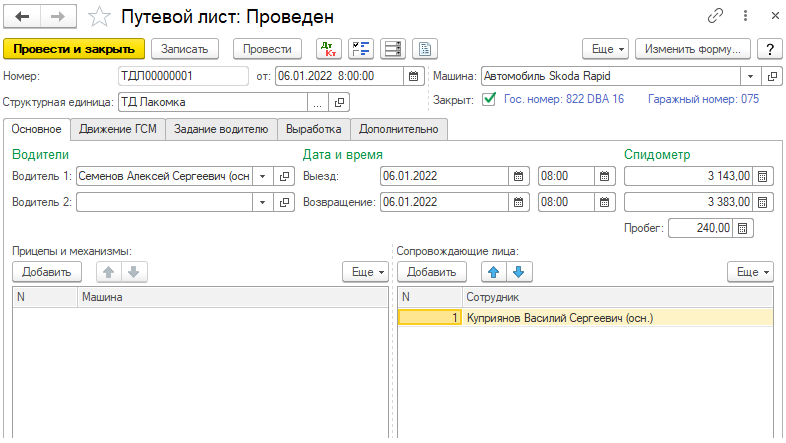 Путевой лист: Проведен
Провести и закрыть Записать Провести Дт Кт Еще Изменить форму... ?
Номер: ТДЛ00000001 от: 06.01.2022 8:00:00 Машина: Автомобиль Skoda Rapid
Структурная единица: ТД Лакомка ... Закрыт: Гос. номер: 822 DBA 16 Гаражный номер: 075
Основное Движение ГСМ Задание водителю Выработка Дополнительно
Водители Дата и время Спидометр
Водитель 1: Семенов Алексей Сергеевич (осн Выезд: 06.01.2022 08:00 3 143,00
Водитель 2: Возвращение: 06.01.2022 08:00 3 383,00
Пробег: 240,00
Прицепы и механизмы: Сопровождающие лица:
Добавить Еще Добавить Еще
N Машина N Сотрудник
1 Куприянов Василий Сергеевич (осн.)